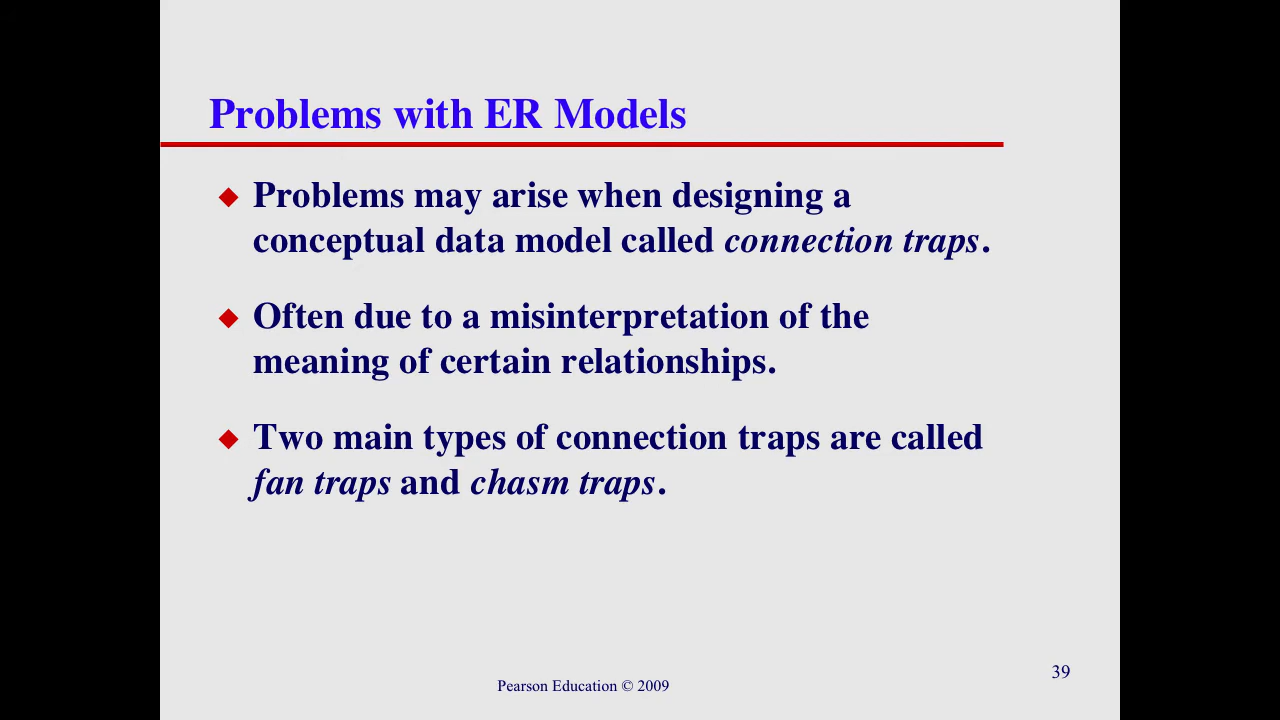 Problems with ER Models
◆ Problems may arise when designing a
conceptual data model called connection traps.
◆ Often due to a misinterpretation of the
meaning of certain relationships.
◆ Two main types of connection traps are called
fan traps and chasm traps.
39
Pearson Education © 2009